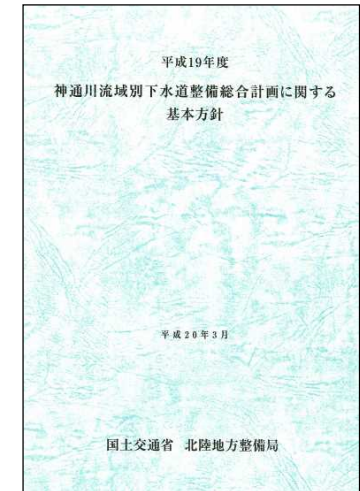 平成19年度
神通川流域別下水道整備総合計画に関する
基本方針
平成20年3月
国土交通省 北陸地方整備局